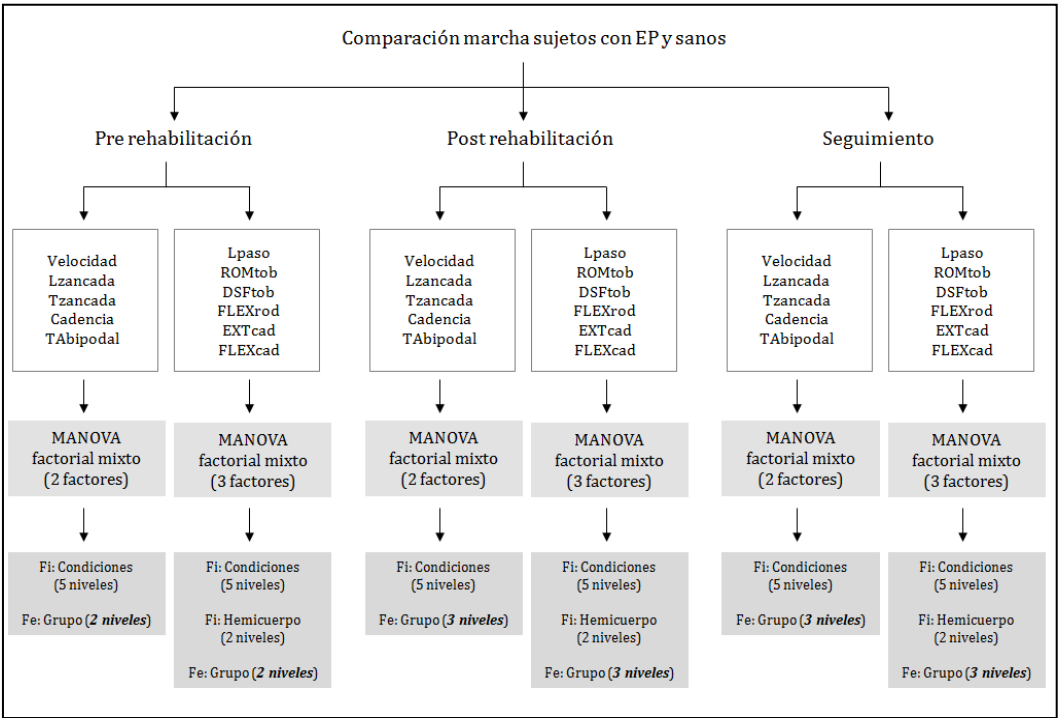 Comparación marcha sujetos con EP y sanos
Pre rehabilitación
Post rehabilitación
Seguimiento
Velocidad
Lzancada
Tzancada
Cadencia
TAbipodal
Lpaso
ROMtob
DSFtob
FLEXrod
EXTcad
FLEXcad
Velocidad
Lzancada
Tzancada
Cadencia
TAbipodal
Lpaso
ROMtob
DSFtob
FLEXrod
EXTcad
FLEXcad
Velocidad
Lzancada
Tzancada
Cadencia
TAbipodal
Lpaso
ROMtob
DSFtob
FLEXrod
EXTcad
FLEXcad
MANOVA
factorial mixto
(2 factores)
MANOVA
factorial mixto
(3 factores)
MANOVA
factorial mixto
(2 factores)
MANOVA
factorial mixto
(3 factores)
MANOVA
factorial mixto
(2 factores)
MANOVA
factorial mixto
(3 factores)
Fi: Condiciones
(5 niveles)
Fe: Grupo (2 niveles)
Fi: Condiciones
(5 niveles)
Fi: Hemicuerpo
(2 niveles)
Fe: Grupo (2 niveles)
Fi: Condiciones
(5 niveles)
Fe: Grupo (3 niveles)
Fi: Condiciones
(5 niveles)
Fi: Hemicuerpo
(2 niveles)
Fe: Grupo (3 niveles)
Fi: Condiciones
(5 niveles)
Fe: Grupo (3 niveles)
Fi: Condiciones
(5 niveles)
Fi: Hemicuerpo
(2 niveles)
Fe: Grupo (3 niveles)